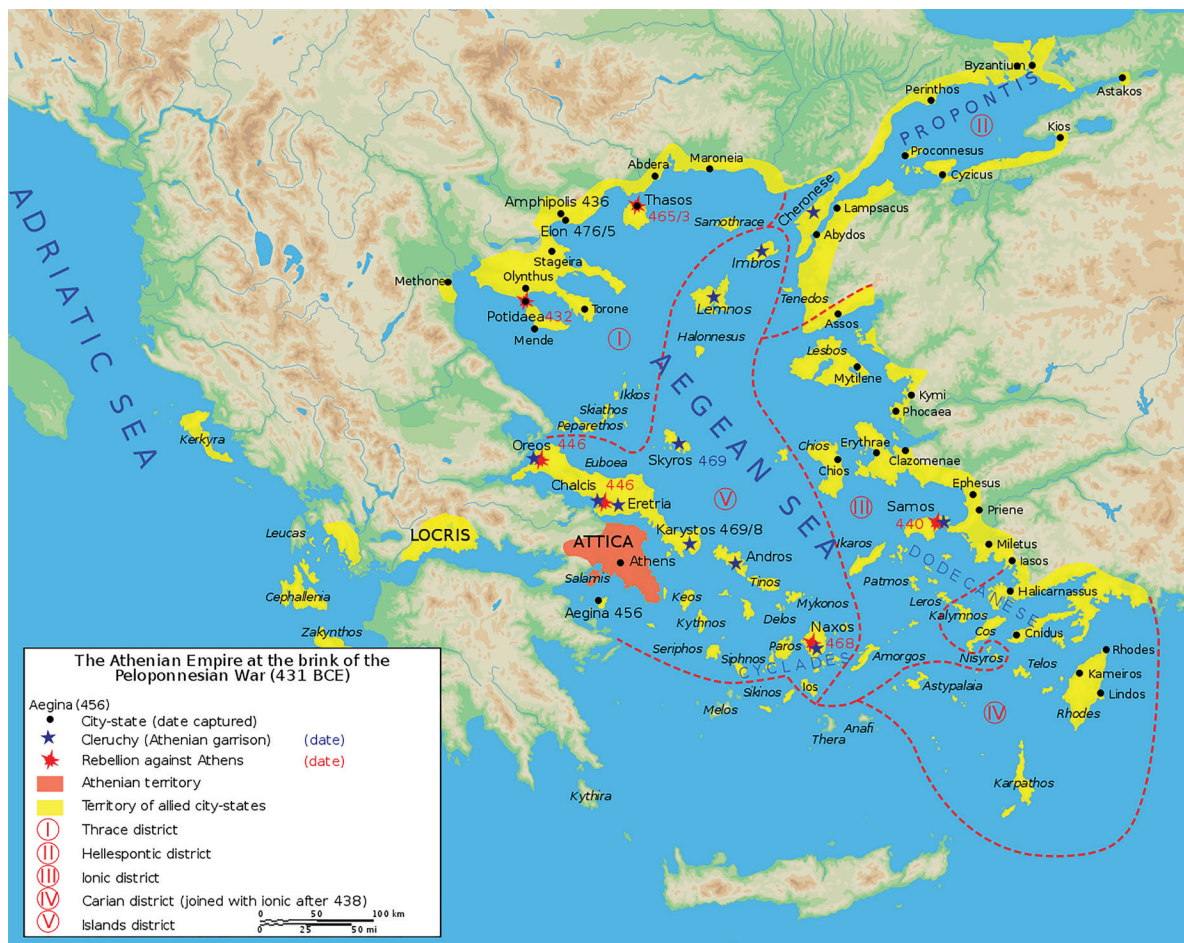 Byzantium
Astakos
Perinthos
PROPONTIS
II
Kios
Proconnesus
Cyzicus
Maroneia
Abdera
Cheronese
Lampsacus
Amphipolis 436
Thasos
465/3
Samothrace
Eion 476/5
Abydos
Stageira
Imbros
ADRIATIC SEA
Methone
Olynthus
Tenedos
Lemnos
Potidaea 432
Torone
Assos
Mende
I
Halonnesus
Lesbos
AEGEAN SEA
Mytilene
Ikkos
Kymi
Skiathos
Phocaea
Peparethos
Kerkyra
Oreos 446
Chios
Erythrae
Euboea
Skyros 469
Chios
Clazomenae
Chalcis 446
Ephesus
V
III
Eretria
Samos
440
Priene
Leucas
LOCRIS
Karystos 469/8
ATTICA
Ikaros
Miletus
Athens
Andros
DODECANESE
Iasos
Salamis
Tinos
Patmos
Halicarnassus
Cephallenia
Keos
Mykonos
Leros
Aegina 456
Delos
Kalymnos
Kythnos
Naxos
468
Cos
Cnidus
Zakynthos
Seriphos
Paros
Rhodes
Siphnos
CYCLADES
Amorgos
Nisyros
Telos
Kameiros
Ios
Astypalaia
Sikinos
Lindos
Melos
IV
Rhodes
Anafi
Thera
Karpathos
Kythira
The Athenian Empire at the brink of the
Peloponnesian War (431 BCE)
Aegina (456)
City-state (date captured)
Cleruchy (Athenian garrison) (date)
Rebellion against Athens (date)
Athenian territory
Territory of allied city-states
I Thrace district
II Hellespontic district
III Ionic district
IV Carian district (joined with ionic after 438)
V Islands district
0 50 100 km
0 25 50 mi